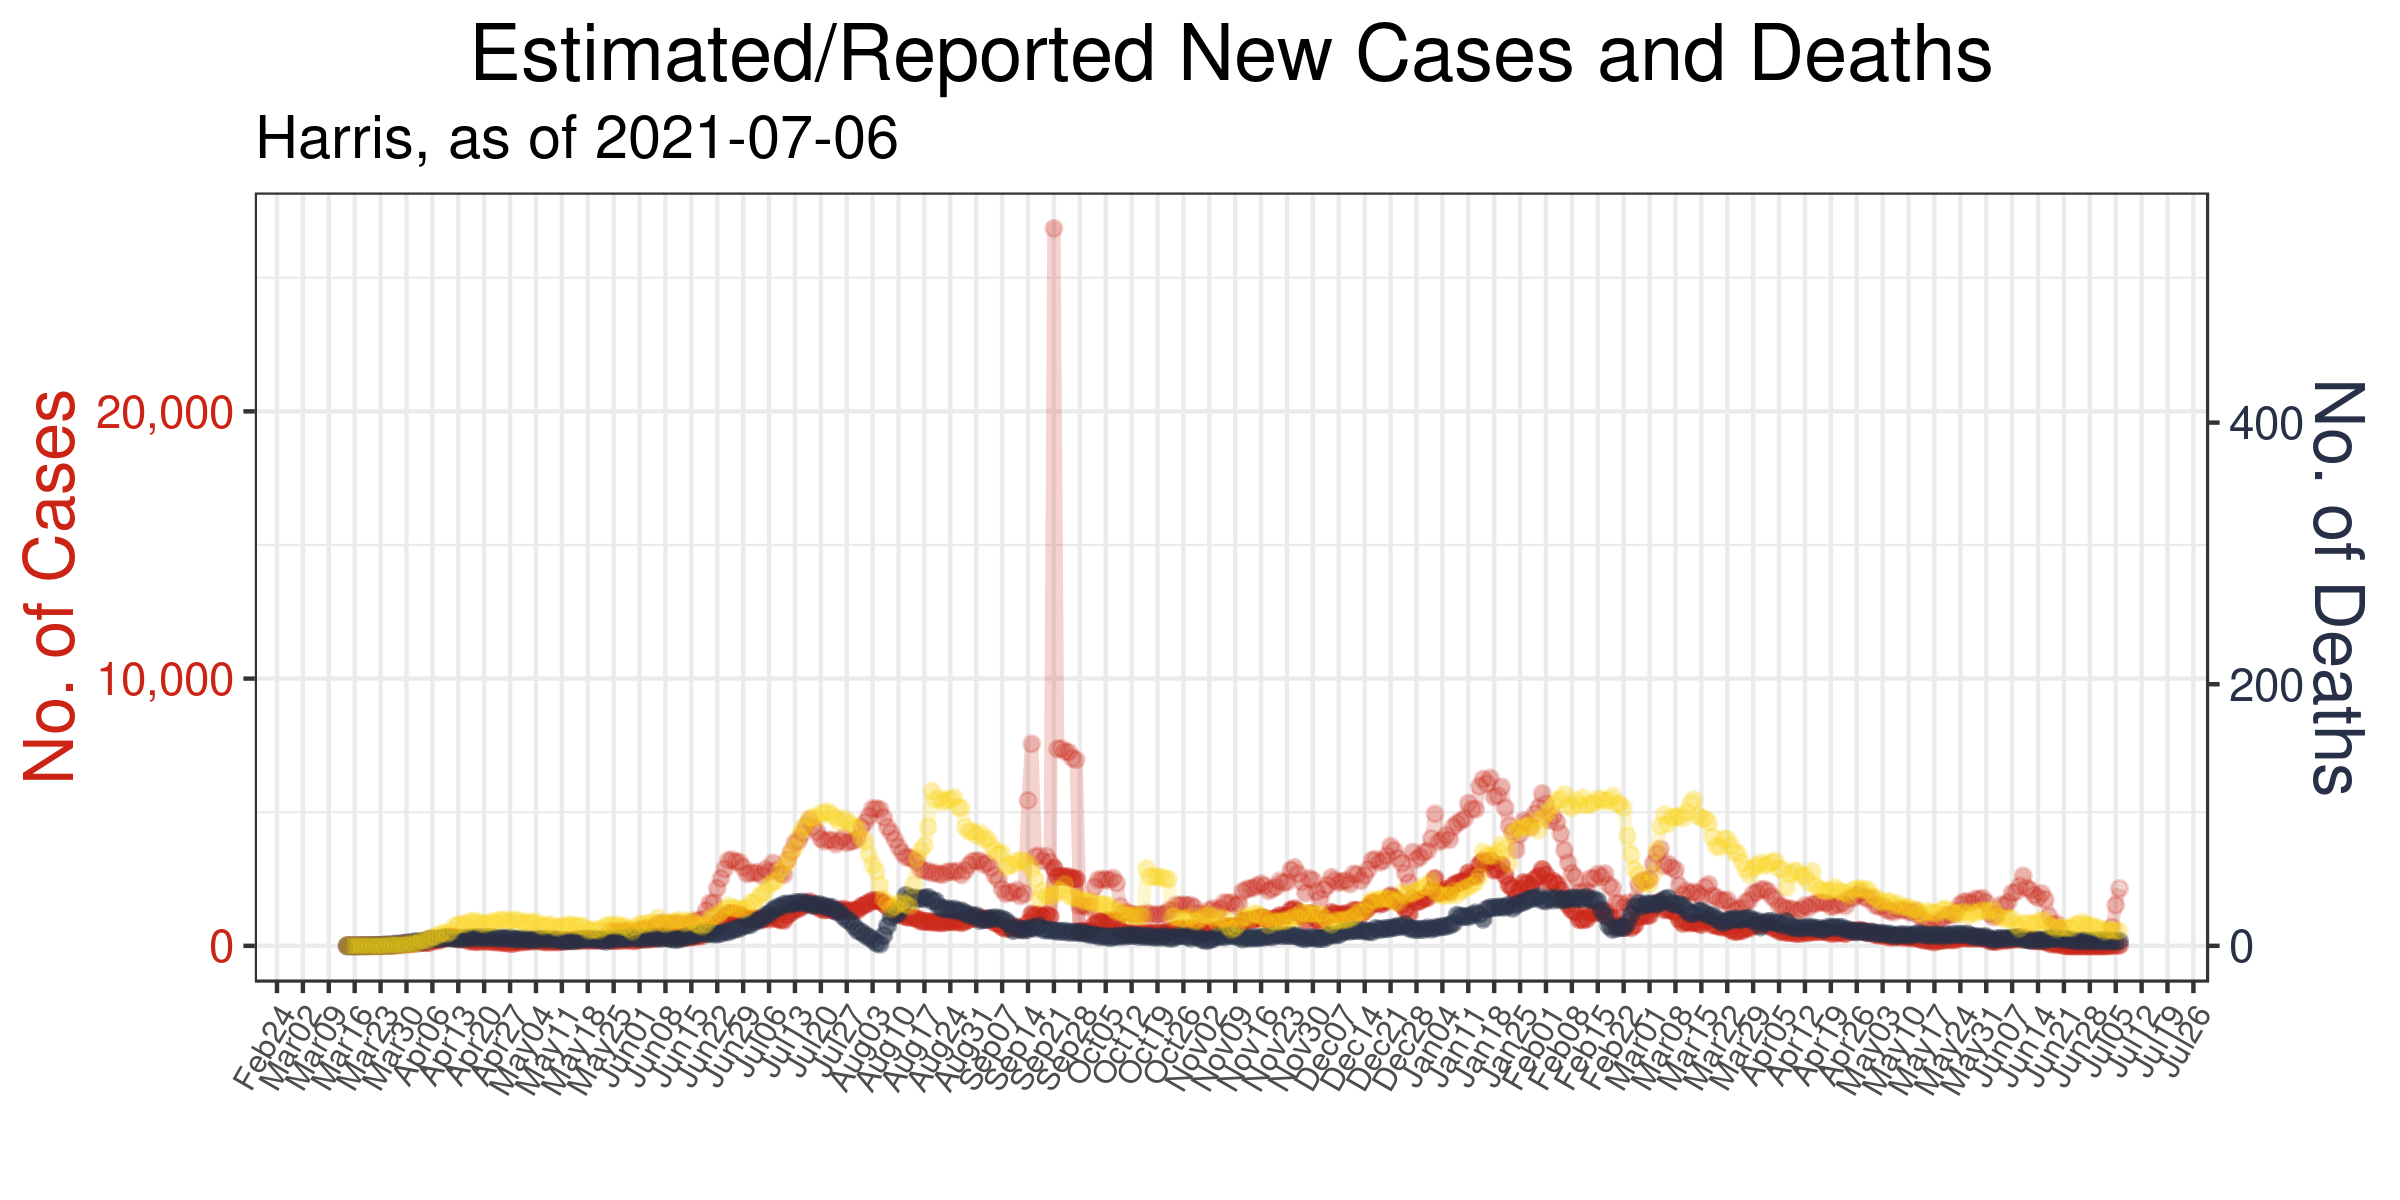 Estimated/Reported New Cases and Deaths
Harris, as of 2021-07-06
No. of Cases
20,000
10,000
0
400
200
0
No. of Deaths
Feb24
Mar02
Mar09
Mar16
Mar23
Mar30
Apr06
Apr13
Apr20
Apr27
May04
May11
May18
May25
Jun01
Jun08
Jun15
Jun22
Jun29
Jul06
Jul13
Jul20
Jul27
Aug03
Aug10
Aug17
Aug24
Aug31
Sep07
Sep14
Sep21
Sep28
Oct05
Oct12
Oct19
Oct26
Nov02
Nov09
Nov16
Nov23
Nov30
Dec07
Dec14
Dec21
Dec28
Jan04
Jan11
Jan18
Jan25
Feb01
Feb08
Feb15
Feb22
Mar01
Mar08
Mar15
Mar22
Mar29
Apr05
Apr12
Apr19
Apr26
May03
May10
May17
May24
May31
Jun07
Jun14
Jun21
Jun28
Jul05
Jul12
Jul19
Jul26